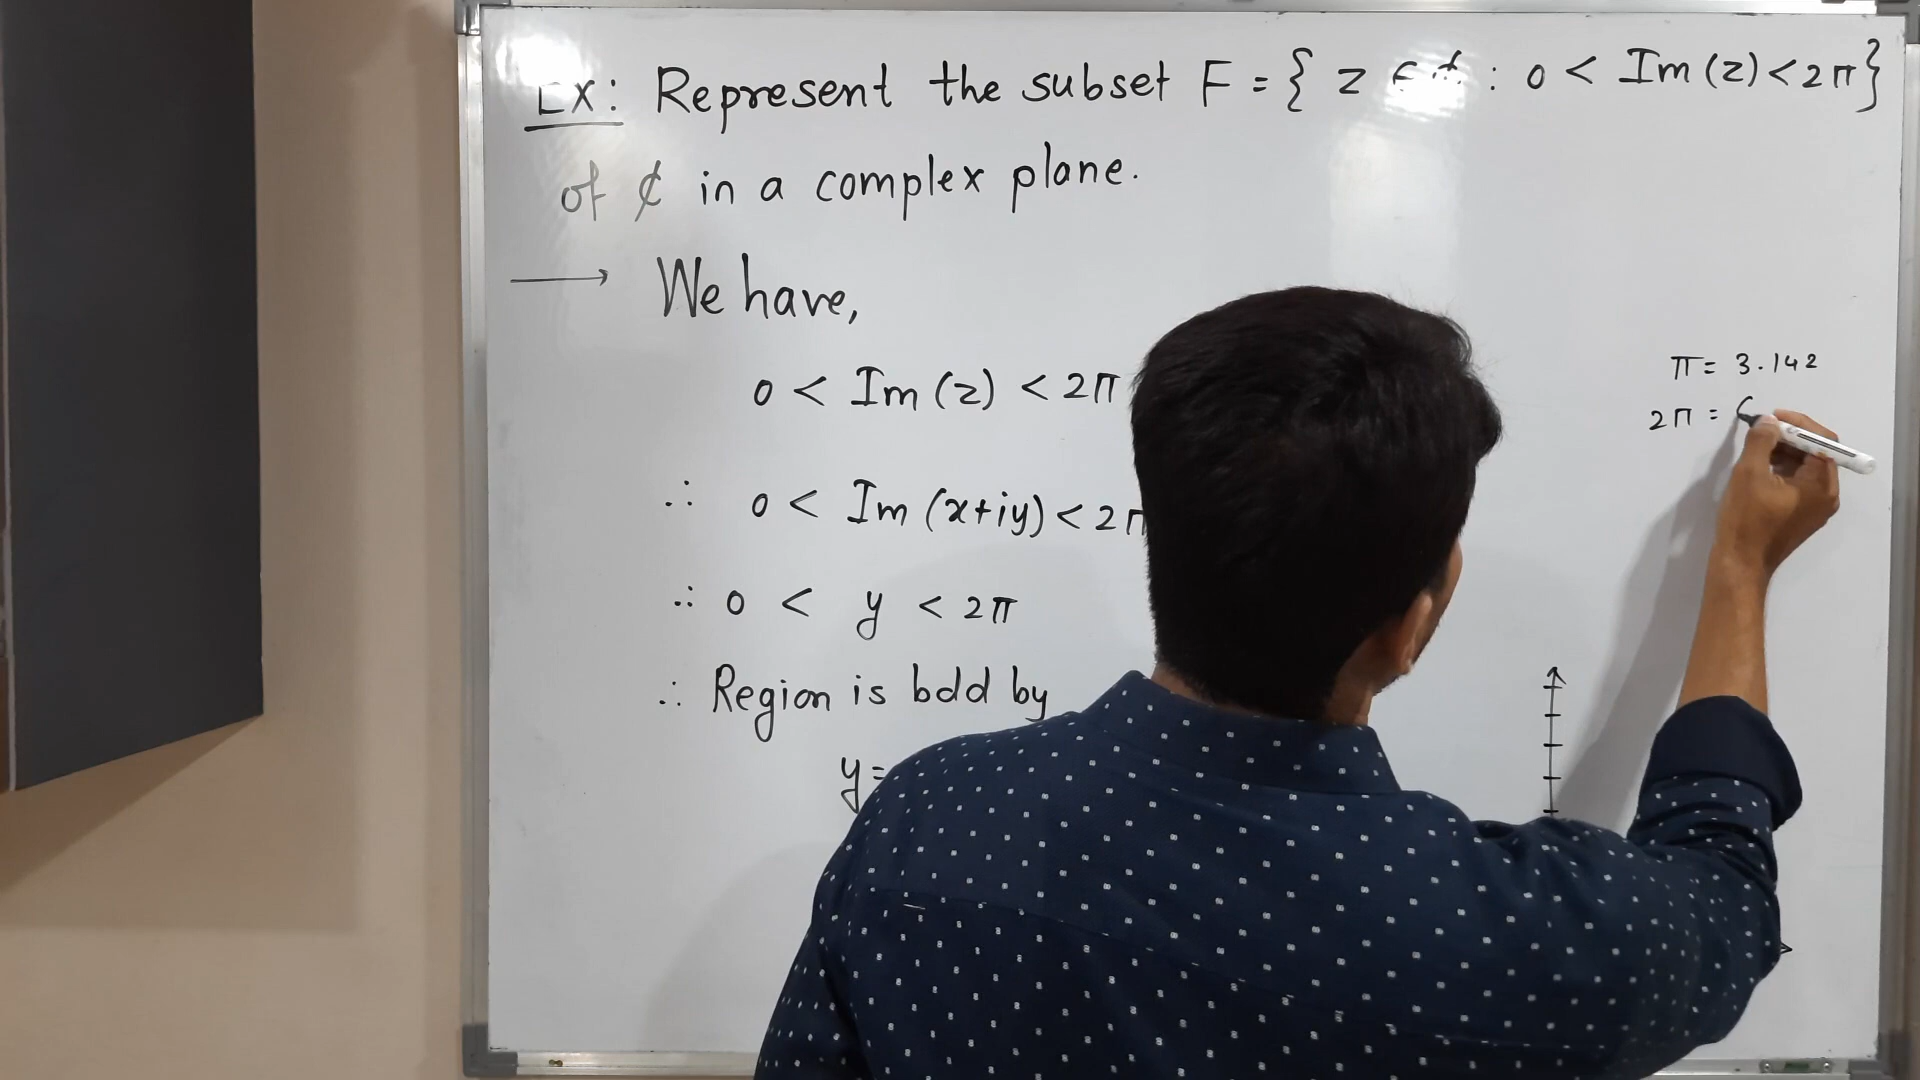 Ex: Represent the subset F = { z : 0 < Im (z) < 2π}
of ₵ in a complex plane.
→ We have,
0 < Im (z) < 2π
∴ 0 < Im (x+iy) < 2π
∴ 0 < y < 2π
∴ Region is bdd by
y =
π = 3.142
2π =